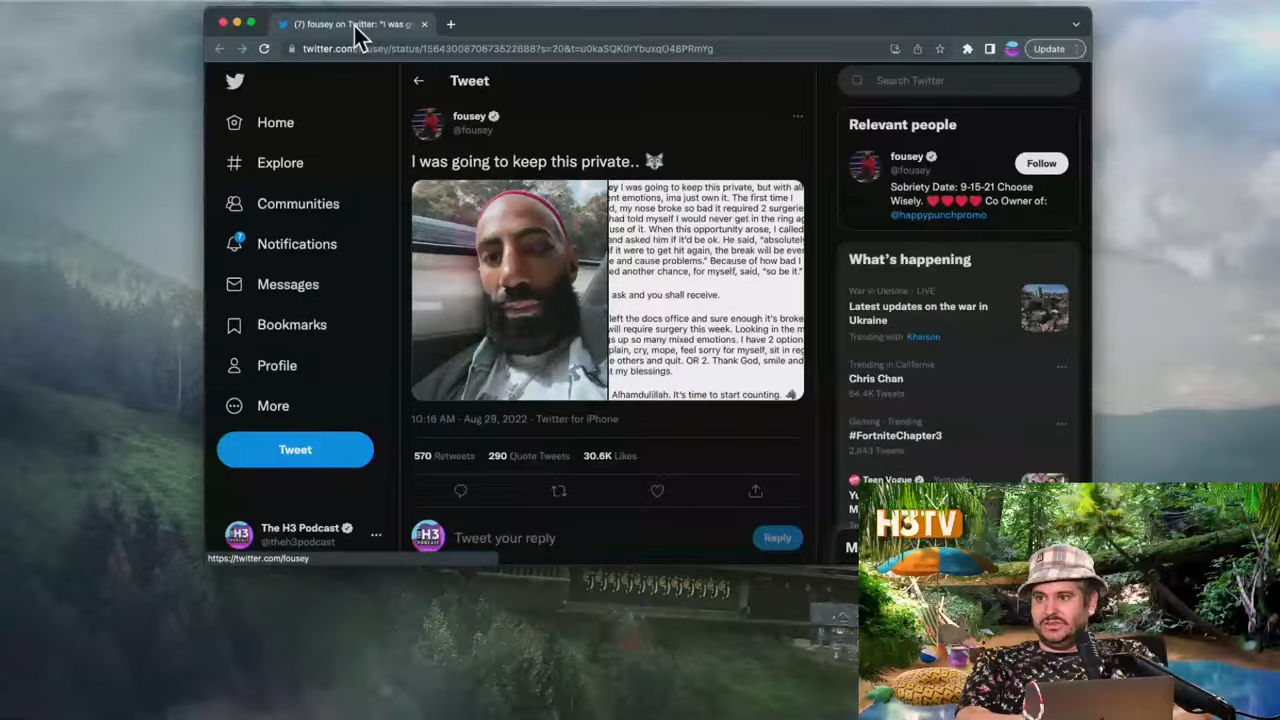 (7) fousey on Twitter: "I was g
twitter.com
Update
Home
Explore
Communities
7
Notifications
Messages
Bookmarks
Profile
More
Tweet
The H3 Podcast
@theh3podcast
https://twitter.com/fousey
Tweet
fousey
@fousey
I was going to keep this private..
ey I was going to keep this private, but with all
nt emotions, ima just own it. The first time I
d, my nose broke so bad it required 2 surgerie
had told myself I would never get in the ring ag
use of it. When this opportunity arose, I called
and asked him if it'd be ok. He said, "absolutely
f it were to get hit again, the break will be ever
e and cause problems." Because of how bad I
ed another chance, for myself, said, "so be it."
ask and you shall receive.
left the docs office and sure enough it's broke
will require surgery this week. Looking in the m
s up so many mixed emotions. I have 2 option
plain, cry, mope, feel sorry for myself, sit in reg
e others and quit. OR 2. Thank God, smile and
t my blessings.
Alhamdulillah. It's time to start counting.
10:16 AM · Aug 29, 2022 · Twitter for iPhone
570 Retweets 290 Quote Tweets 30.6K Likes
H3 PODCAST
Tweet your reply
Reply
Search Twitter
Relevant people
fousey
@fousey
Follow
Sobriety Date: 9-15-21 Choose
Wisely. ❤️❤️❤️❤️ Co Owner of:
@happypunchpromo
What's happening
War in Ukraine · LIVE
Latest updates on the war in
Ukraine
Trending with Kherson
Trending in California
Chris Chan
54.4K Tweets
Gaming · Trending
#FortniteChapter3
2,643 Tweets
Teen Vogue Yesterday
H3TV